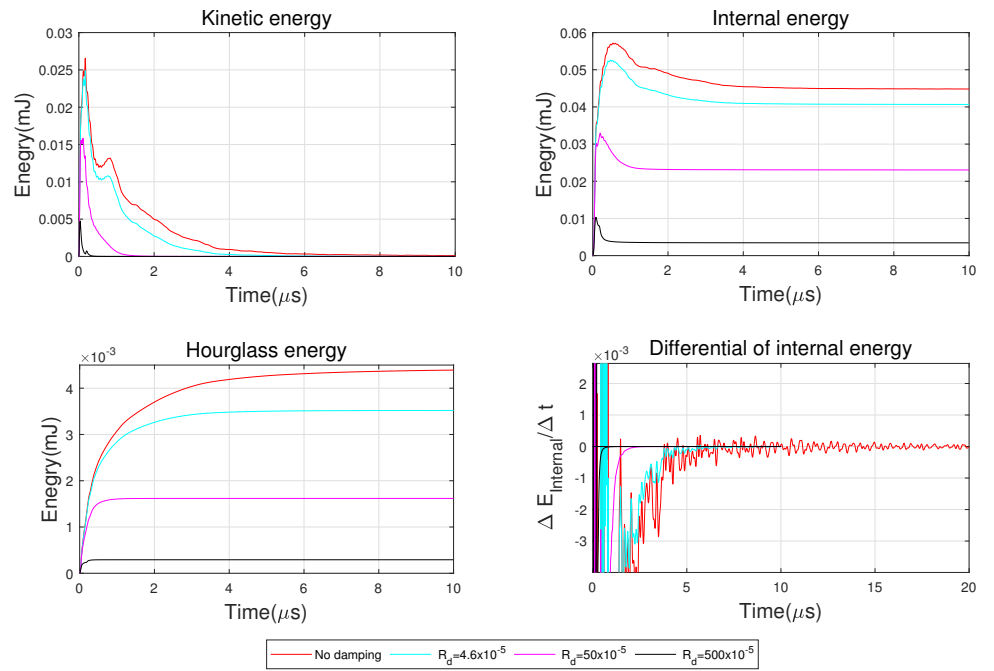 Kinetic energy
0.03
0.025
0.02
0.015
0.01
0.005
0
Enegry(mJ)
0 2 4 6 8 10
Time(μs)
Internal energy
0.06
0.05
0.04
0.03
0.02
0.01
0
Enegry(mJ)
0 2 4 6 8 10
Time(μs)
Hourglass energy
×10⁻³
4
3
2
1
0
Enegry(mJ)
0 2 4 6 8 10
Time(μs)
Differential of internal energy
×10⁻³
2
1
0
-1
-2
-3
Δ E_Internal/Δ t
0 5 10 15 20
Time(μs)
No damping R_d=4.6x10⁻⁵ R_d=50x10⁻⁵ R_d=500x10⁻⁵